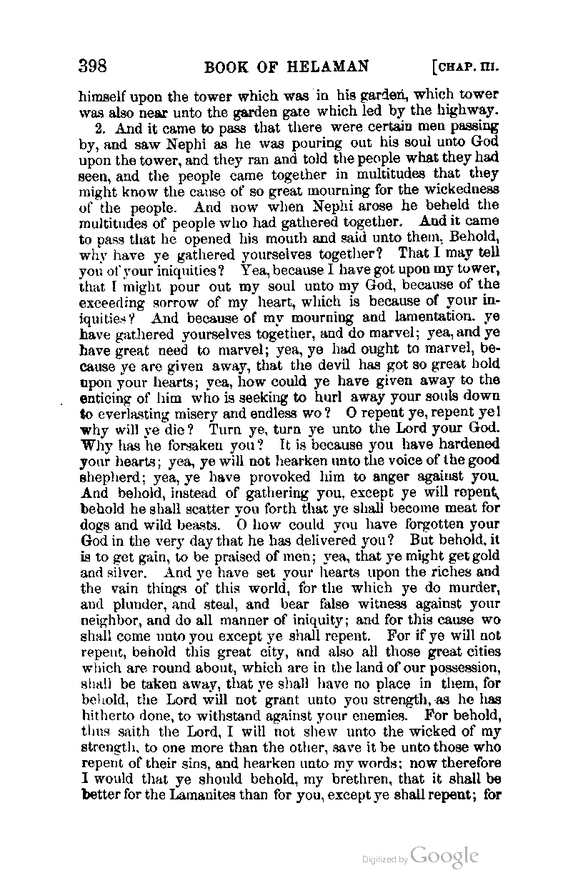 398 BOOK OF HELAMAN [CHAP. III.
himself upon the tower which was in his garden, which tower
was also near unto the garden gate which led by the highway.
2. And it came to pass that there were certain men passing
by, and saw Nephi as he was pouring out his soul unto God
upon the tower, and they ran and told the people what they had
seen, and the people came together in multitudes that they
might know the cause of so great mourning for the wickedness
of the people. And now when Nephi arose he beheld the
multitudes of people who had gathered together. And it came
to pass that he opened his mouth and said unto them, Behold,
why have ye gathered yourselves together? That I may tell
you of your iniquities? Yea, because I have got upon my tower,
that I might pour out my soul unto my God, because of the
exceeding sorrow of my heart, which is because of your in-
iquities? And because of my mourning and lamentation. ye
have gathered yourselves together, and do marvel; yea, and ye
have great need to marvel; yea, ye had ought to marvel, be-
cause ye are given away, that the devil has got so great hold
upon your hearts; yea, how could ye have given away to the
enticing of him who is seeking to hurl away your souls down
to everlasting misery and endless wo? O repent ye, repent ye!
why will ye die? Turn ye, turn ye unto the Lord your God.
Why has he forsaken you? It is because you have hardened
your hearts; yea, ye will not hearken unto the voice of the good
shepherd; yea, ye have provoked him to anger against you.
And behold, instead of gathering you, except ye will repent,
behold he shall scatter you forth that ye shall become meat for
dogs and wild beasts. O how could you have forgotten your
God in the very day that he has delivered you? But behold, it
is to get gain, to be praised of men; yea, that ye might get gold
and silver. And ye have set your hearts upon the riches and
the vain things of this world, for the which ye do murder,
and plunder, and steal, and bear false witness against your
neighbor, and do all manner of iniquity; and for this cause wo
shall come unto you except ye shall repent. For if ye will not
repent, behold this great city, and also all those great cities
which are round about, which are in the land of our possession,
shall be taken away, that ye shall have no place in them, for
behold, the Lord will not grant unto you strength, as he has
hitherto done, to withstand against your enemies. For behold,
thus saith the Lord, I will not shew unto the wicked of my
strength, to one more than the other, save it be unto those who
repent of their sins, and hearken unto my words; now therefore
I would that ye should behold, my brethren, that it shall be
better for the Lamanites than for you, except ye shall repent; for
Digitized by Google